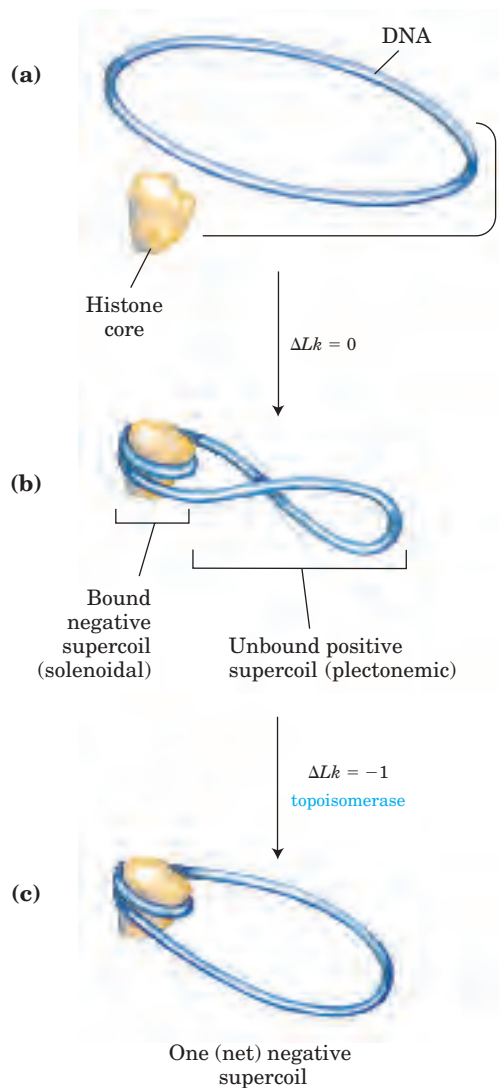 (a)
DNA
Histone
core
ΔLk = 0
(b)
Bound
negative
supercoil
(solenoidal)
Unbound positive
supercoil (plectonemic)
ΔLk = −1
topoisomerase
(c)
One (net) negative
supercoil